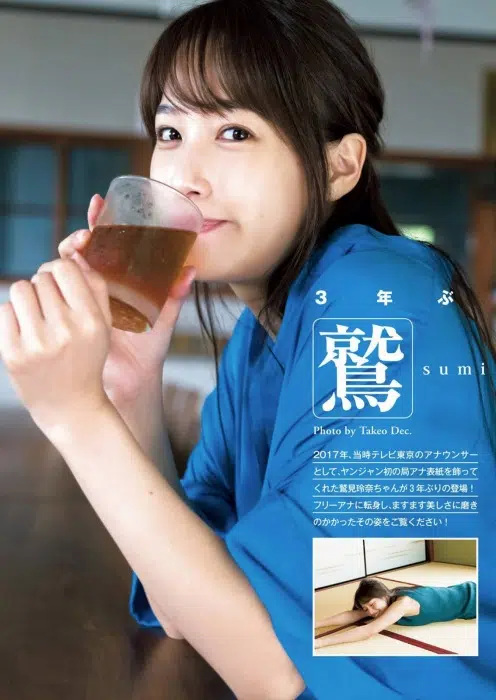 3年ぶ
鷲
sumi
Photo by Takeo Dec.
2017年、当時テレビ東京のアナウンサー
として、ヤンジャン初の局アナ表紙を飾って
くれた鷲見玲奈ちゃんが3年ぶりの登場!
フリーアナに転身し、ますます美しさに磨き
のかかったその姿をご覧ください!